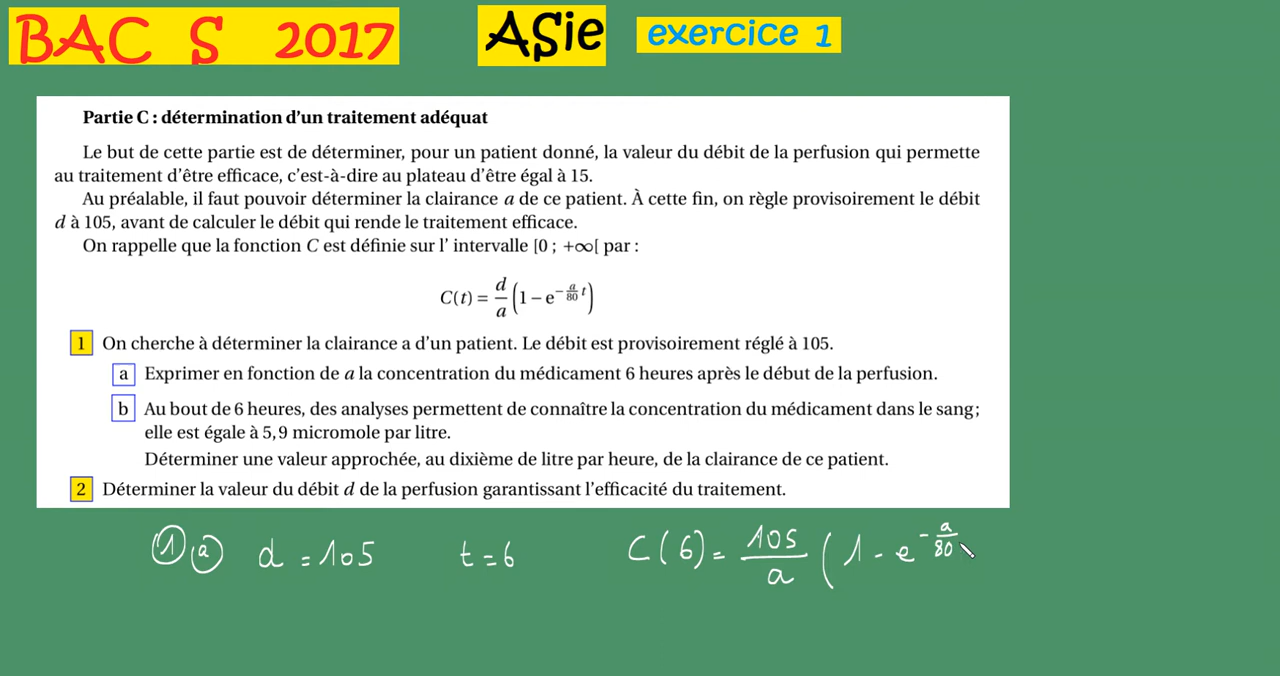 BAC S 2017 ASie exercice 1
Partie C : détermination d'un traitement adéquat
Le but de cette partie est de déterminer, pour un patient donné, la valeur du débit de la perfusion qui permette
au traitement d'être efficace, c'est-à-dire au plateau d'être égal à 15.
Au préalable, il faut pouvoir déterminer la clairance a de ce patient. À cette fin, on règle provisoirement le débit
d à 105, avant de calculer le débit qui rende le traitement efficace.
On rappelle que la fonction C est définie sur l' intervalle [0 ; +∞[ par :
C(t) = d/a (1 − e^(−a/80 t))
1 On cherche à déterminer la clairance a d'un patient. Le débit est provisoirement réglé à 105.
a Exprimer en fonction de a la concentration du médicament 6 heures après le début de la perfusion.
b Au bout de 6 heures, des analyses permettent de connaître la concentration du médicament dans le sang ;
elle est égale à 5,9 micromole par litre.
Déterminer une valeur approchée, au dixième de litre par heure, de la clairance de ce patient.
2 Déterminer la valeur du débit d de la perfusion garantissant l'efficacité du traitement.
1 a d = 105 t = 6 C(6) = 105/a (1 - e^(-a/80